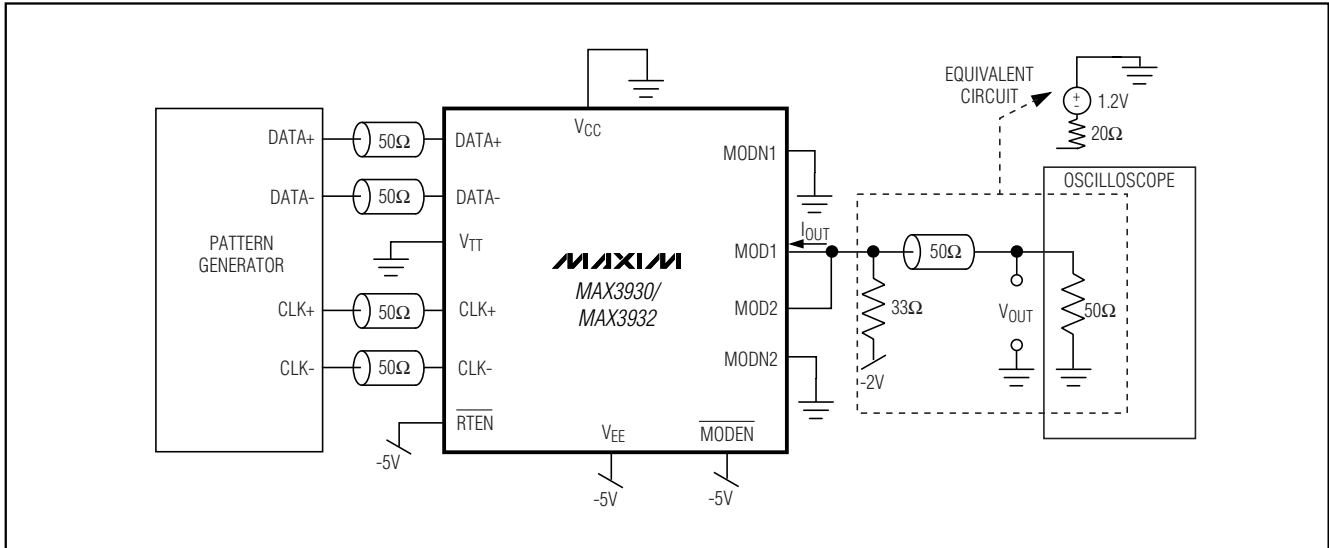 PATTERN
GENERATOR
DATA+
DATA-
CLK+
CLK-
50Ω
50Ω
50Ω
50Ω
DATA+
DATA-
VTT
CLK+
CLK-
RTEN
-5V
VCC
MAXIM
MAX3930/
MAX3932
VEE
-5V
MODEN
-5V
MODN1
MOD1
MOD2
MODN2
IOUT
33Ω
-2V
50Ω
VOUT
50Ω
OSCILLOSCOPE
EQUIVALENT
CIRCUIT
+
-
1.2V
20Ω